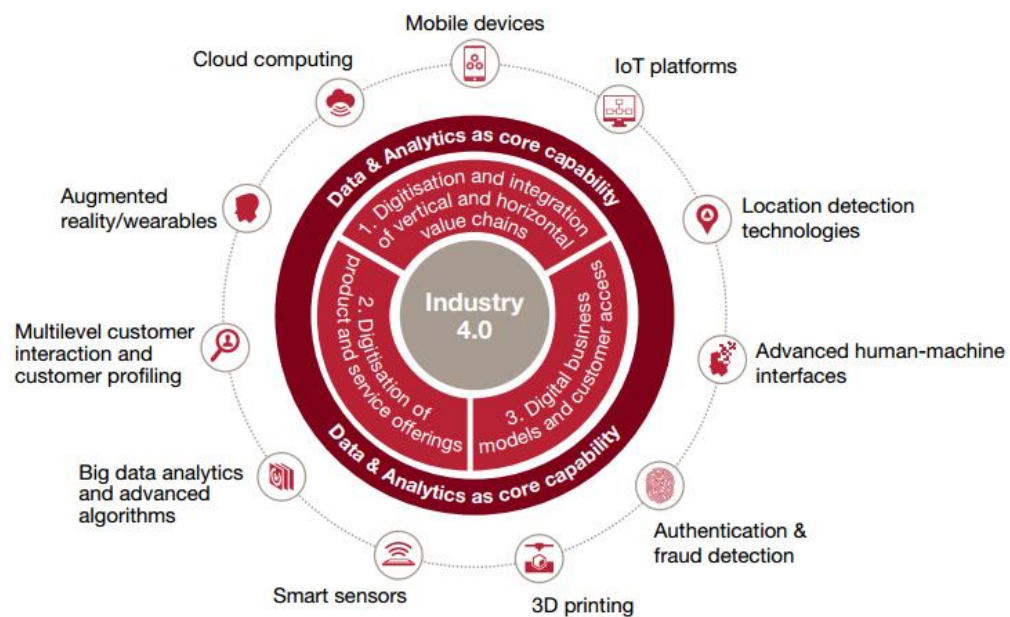 Mobile devices
Cloud computing
IoT platforms
Augmented
reality/wearables
Location detection
technologies
Multilevel customer
interaction and
customer profiling
Advanced human-machine
interfaces
Big data analytics
and advanced
algorithms
Authentication &
fraud detection
Smart sensors
3D printing
Data & Analytics as core capability
1. Digitisation and integration
of vertical and horizontal
value chains
2. Digitisation of
product and service offerings
3. Digital business
models and customer access
Industry
4.0
Data & Analytics as core capability